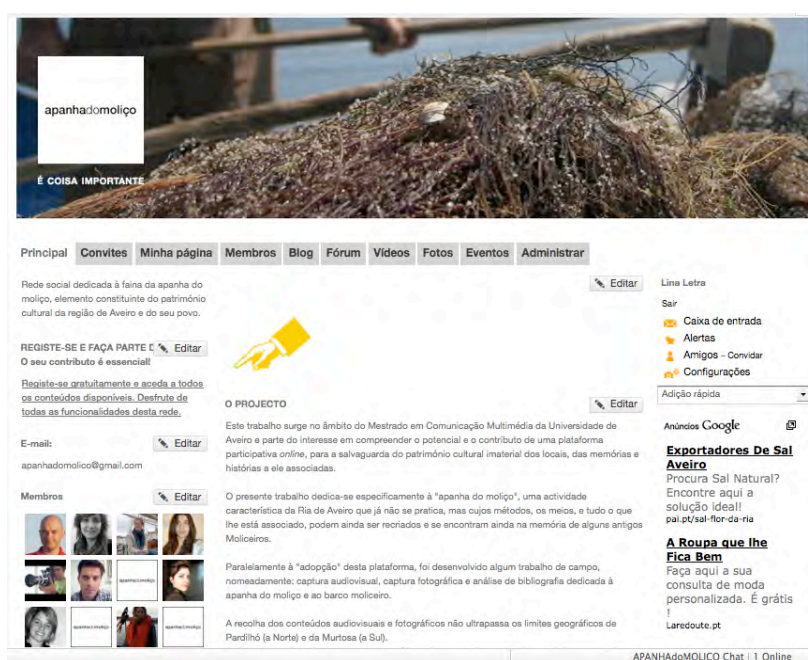 apanhadomoliço
É COISA IMPORTANTE
Principal Convites Minha página Membros Blog Fórum Vídeos Fotos Eventos Administrar
Rede social dedicada à faina da apanha do
moliço, elemento constituinte do património
cultural da região de Aveiro e do seu povo.
REGISTE-SE E FAÇA PARTE D Editar
O seu contributo é essencial!
Registe-se gratuitamente e aceda a todos
os conteúdos disponíveis. Desfrute de
todas as funcionalidades desta rede.
E-mail: Editar
apanhadomolico@gmail.com
Membros Editar
apanhadomoliço
apanhadomoliço
apanhadomoliço
Editar
O PROJECTO Editar
Este trabalho surge no âmbito do Mestrado em Comunicação Multimédia da Universidade de
Aveiro e parte do interesse em compreender o potencial e o contributo de uma plataforma
participativa online, para a salvaguarda do património cultural imaterial dos locais, das memórias e
histórias a ele associadas.
O presente trabalho dedica-se especificamente à "apanha do moliço", uma actividade
característica da Ria de Aveiro que já não se pratica, mas cujos métodos, os meios, e tudo o que
lhe está associado, podem ainda ser recriados e se encontram ainda na memória de alguns antigos
Moliceiros.
Paralelamente à "adopção" desta plataforma, foi desenvolvido algum trabalho de campo,
nomeadamente: captura audiovisual, captura fotográfica e análise de bibliografia dedicada à
apanha do moliço e ao barco moliceiro.
A recolha dos conteúdos audiovisuais e fotográficos não ultrapassa os limites geográficos de
Pardilhó (a Norte) e da Murtosa (a Sul).
Lina Letra
Sair
Caixa de entrada
Alertas
Amigos – Convidar
Configurações
Adição rápida
Anúncios Google
Exportadores De Sal
Aveiro
Procura Sal Natural?
Encontre aqui a
solução ideal!
pai.pt/sal-flor-da-ria
A Roupa que lhe
Fica Bem
Faça aqui a sua
consulta de moda
personalizada. É grátis
!
Laredoute.pt
APANHAdoMOLICO Chat | 1 Online